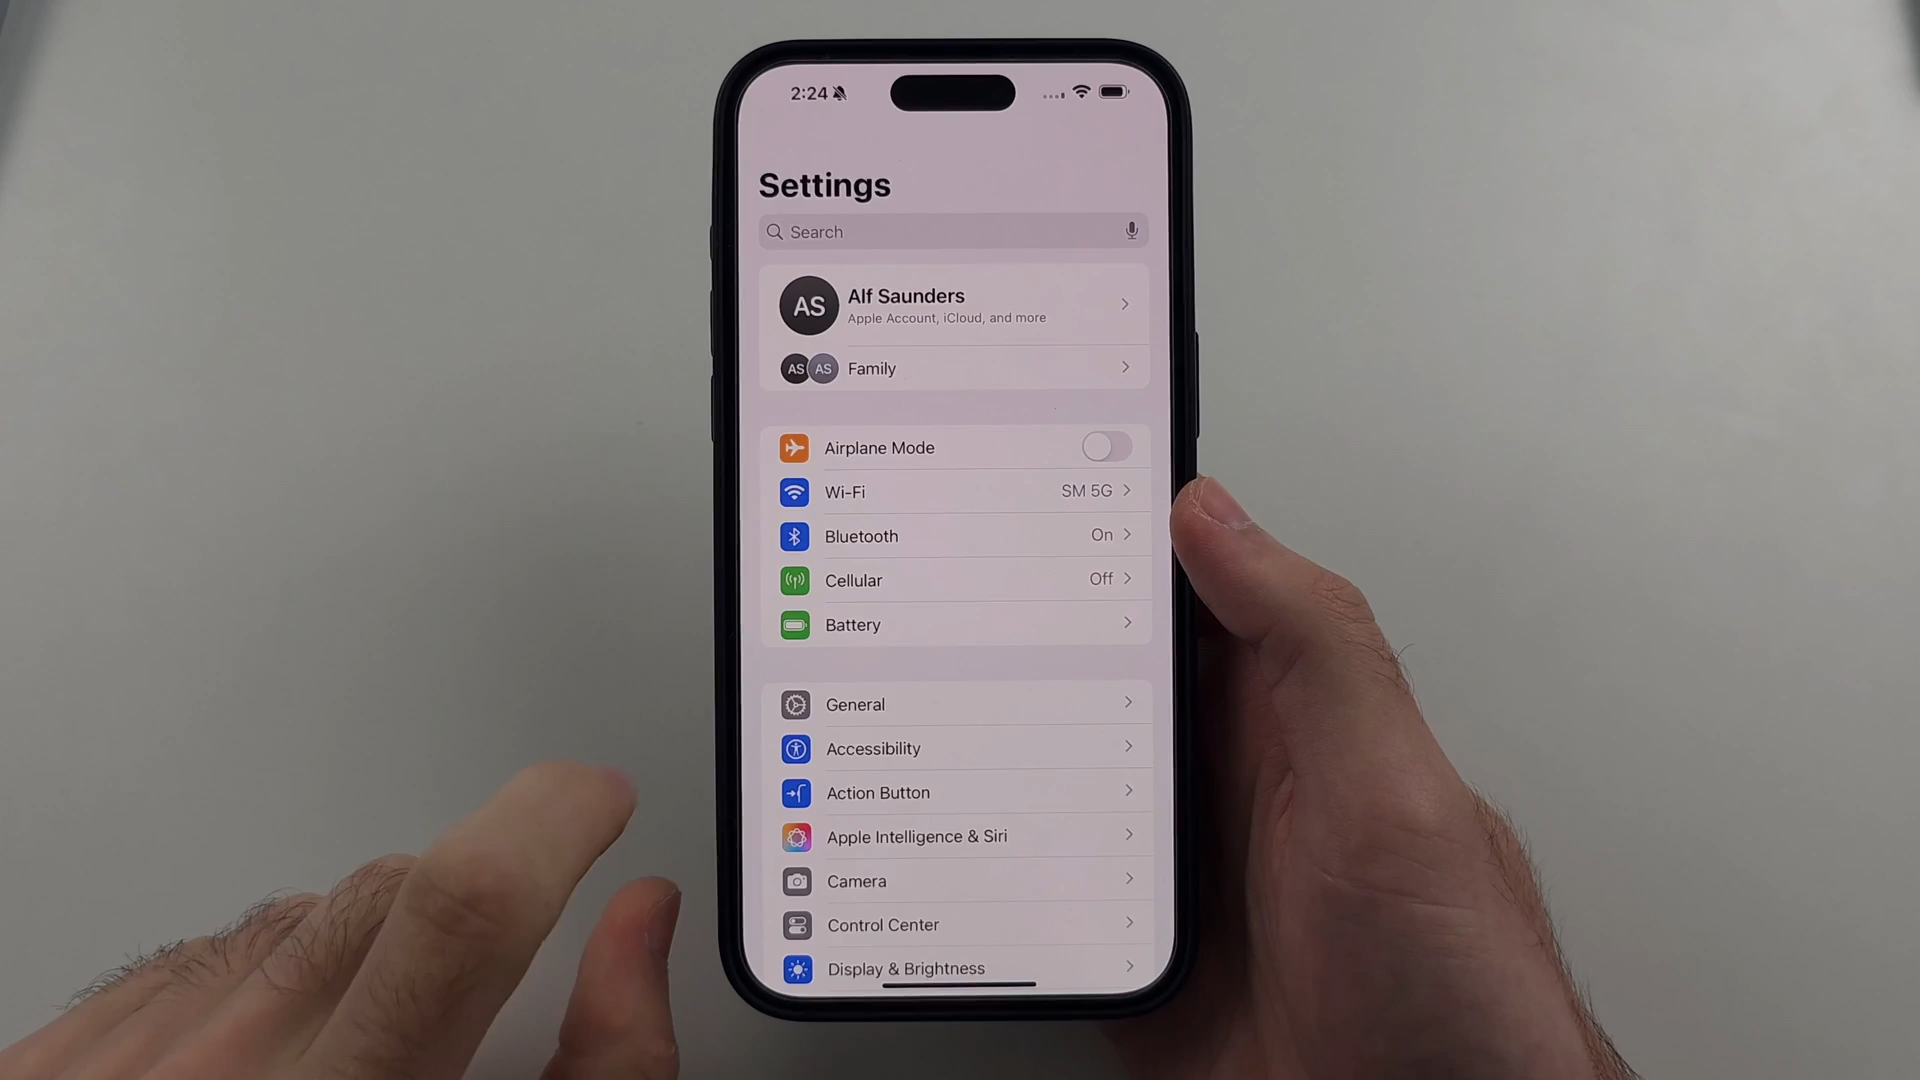 2:24
Settings
Search
AS
Alf Saunders
Apple Account, iCloud, and more
AS AS Family
Airplane Mode
Wi-Fi SM 5G
Bluetooth On
Cellular Off
Battery
General
Accessibility
Action Button
Apple Intelligence & Siri
Camera
Control Center
Display & Brightness